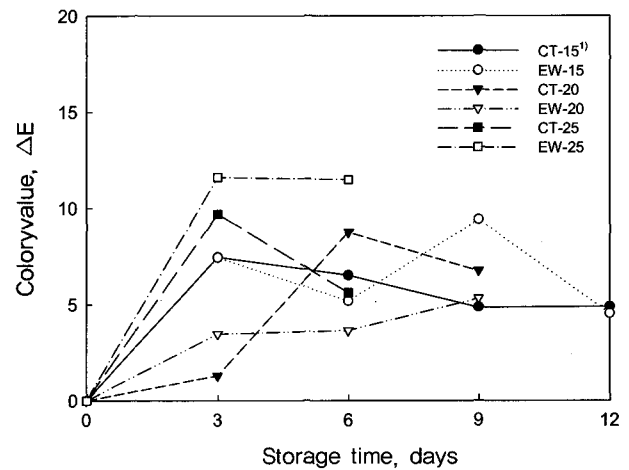 20
15
10
5
0
Coloryvalue, △E
CT-15¹⁾
EW-15
CT-20
EW-20
CT-25
EW-25
0 3 6 9 12
Storage time, days